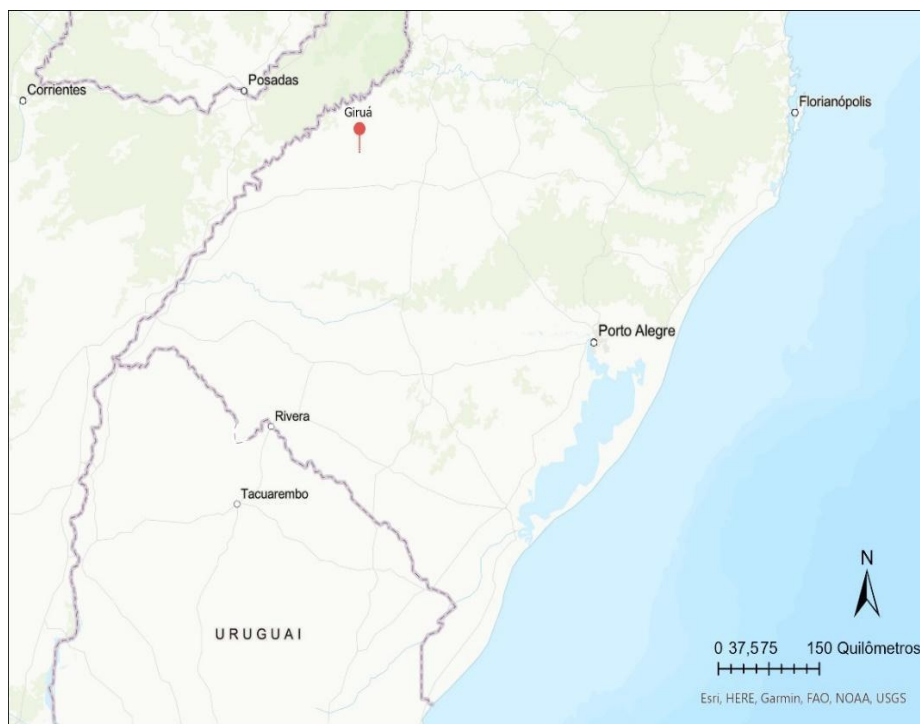 Posadas
Corrientes
Giruá
Florianópolis
Porto Alegre
Rivera
Tacuarembo
URUGUAI
N
0 37,575 150 Quilômetros
Esri, HERE, Garmin, FAO, NOAA, USGS